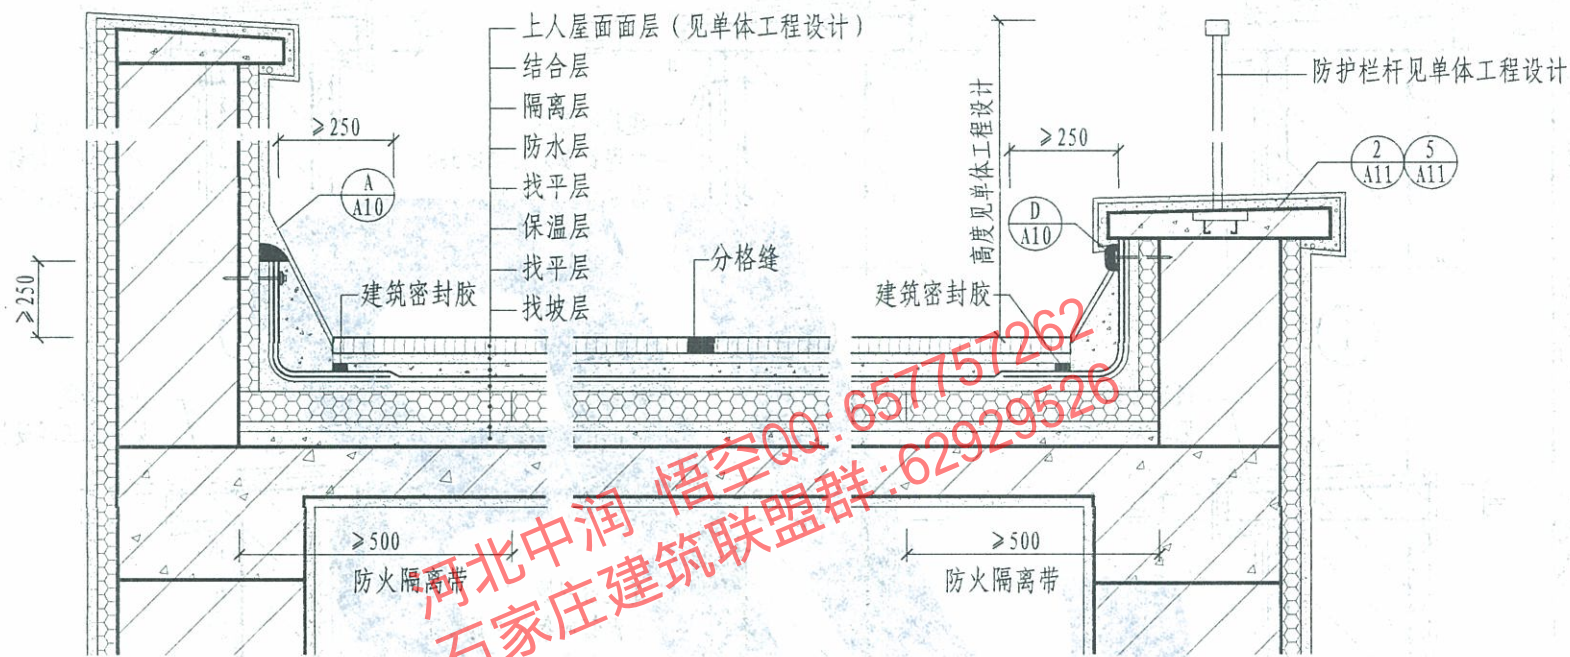 上人屋面面层（见单体工程设计）
结合层
隔离层
防水层
找平层
保温层
找平层
找坡层
防护栏杆见单体工程设计
高度见单体工程设计
≥250
≥250
≥250
A
A10
D
A10
2
A11
5
A11
分格缝
建筑密封胶
建筑密封胶
≥500
防火隔离带
≥500
防火隔离带
河北中润 悟空QQ:657757262
石家庄建筑联盟群:62929526